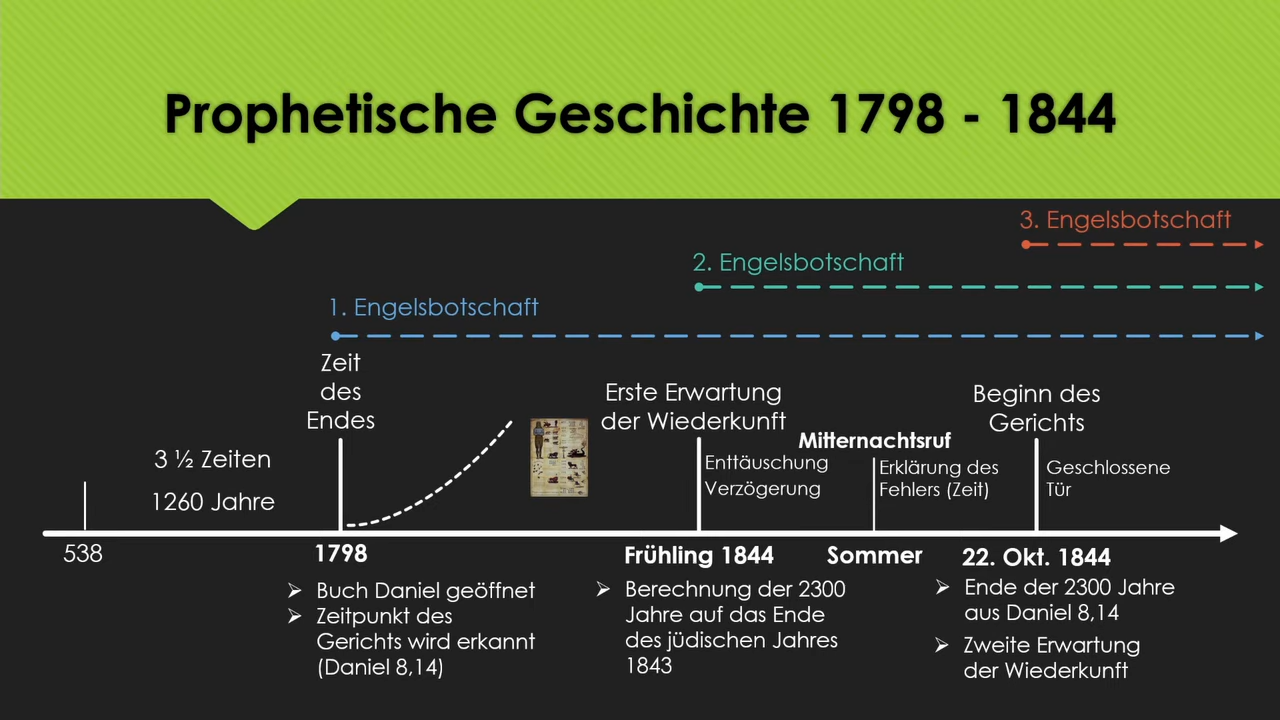 Prophetische Geschichte 1798 - 1844
3. Engelsbotschaft
2. Engelsbotschaft
1. Engelsbotschaft
Zeit
des
Endes
Erste Erwartung
der Wiederkunft
Beginn des
Gerichts
Mitternachtsruf
3 ½ Zeiten
1260 Jahre
Enttäuschung
Verzögerung
Erklärung des
Fehlers (Zeit)
Geschlossene
Tür
538
1798
Frühling 1844
Sommer
22. Okt. 1844
➢ Buch Daniel geöffnet
➢ Zeitpunkt des
Gerichts wird erkannt
(Daniel 8,14)
➢ Berechnung der 2300
Jahre auf das Ende
des jüdischen Jahres
1843
➢ Ende der 2300 Jahre
aus Daniel 8,14
➢ Zweite Erwartung
der Wiederkunft